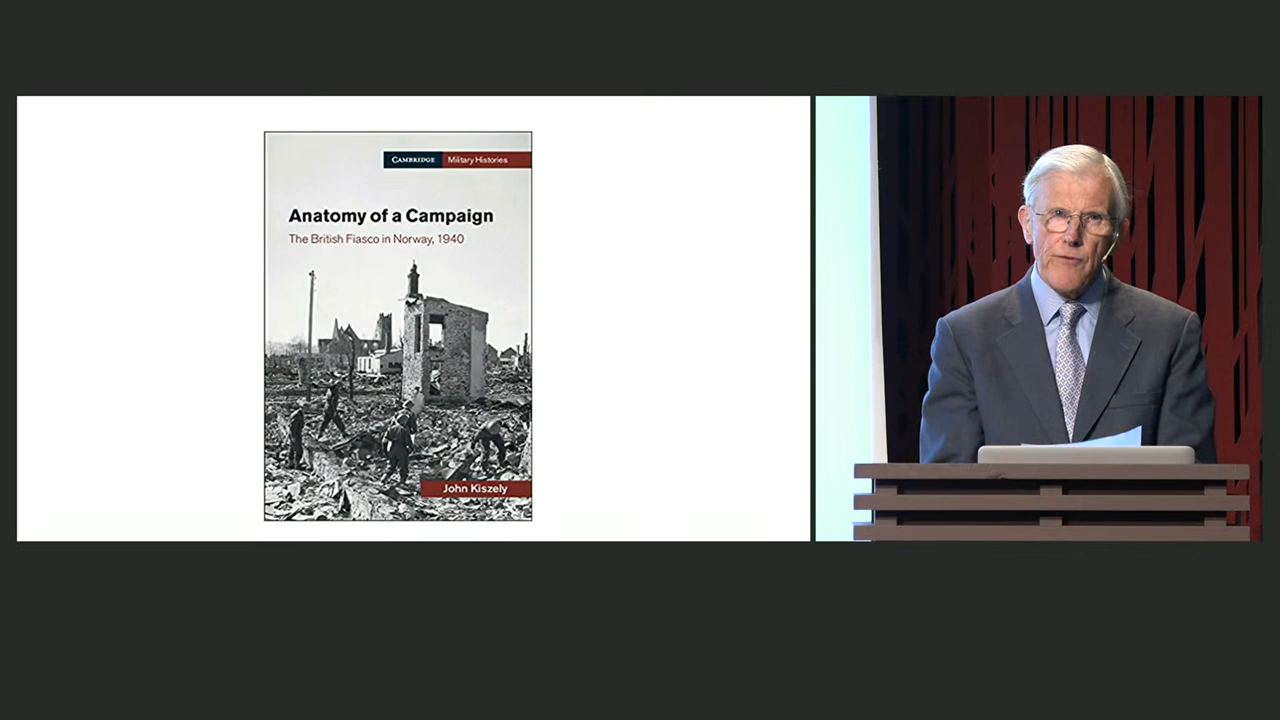 CAMBRIDGE Military Histories
Anatomy of a Campaign
The British Fiasco in Norway, 1940
John Kiszely